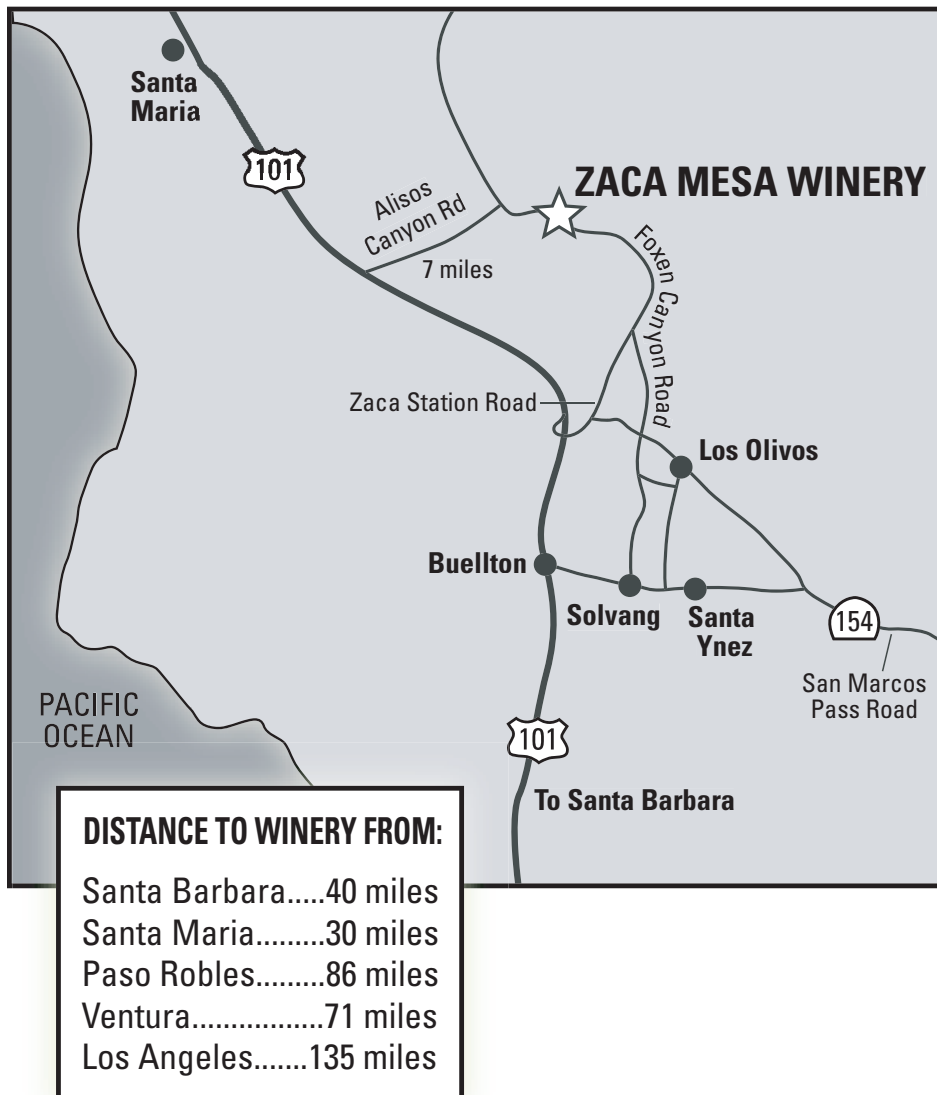 Santa
Maria
101
ZACA MESA WINERY
Alisos
Canyon Rd
7 miles
Foxen Canyon Road
Zaca Station Road
Los Olivos
Buellton
Solvang
Santa
Ynez
154
San Marcos
Pass Road
PACIFIC
OCEAN
101
To Santa Barbara
DISTANCE TO WINERY FROM:
Santa Barbara.....40 miles
Santa Maria.........30 miles
Paso Robles.........86 miles
Ventura.................71 miles
Los Angeles.......135 miles